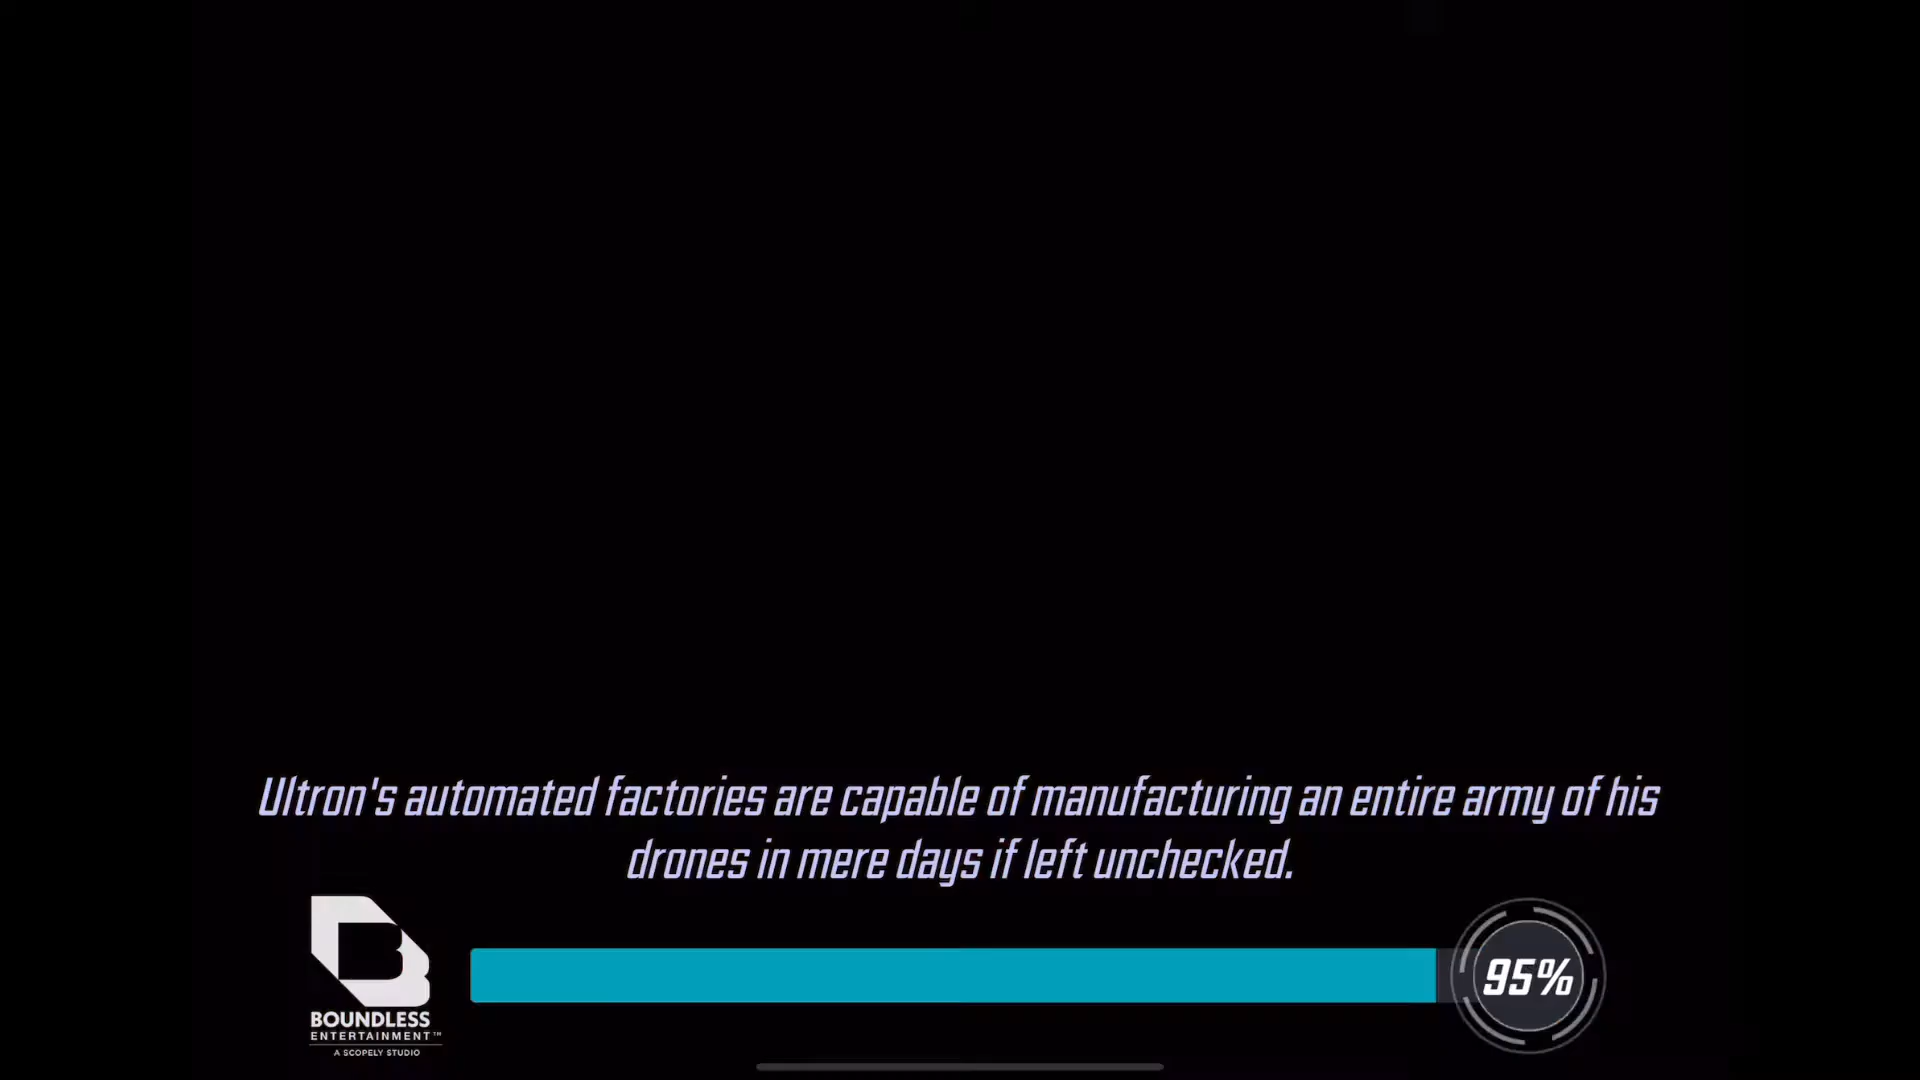 Ultron's automated factories are capable of manufacturing an entire army of his
drones in mere days if left unchecked.
95%
BOUNDLESS
ENTERTAINMENT™
A SCOPELY STUDIO